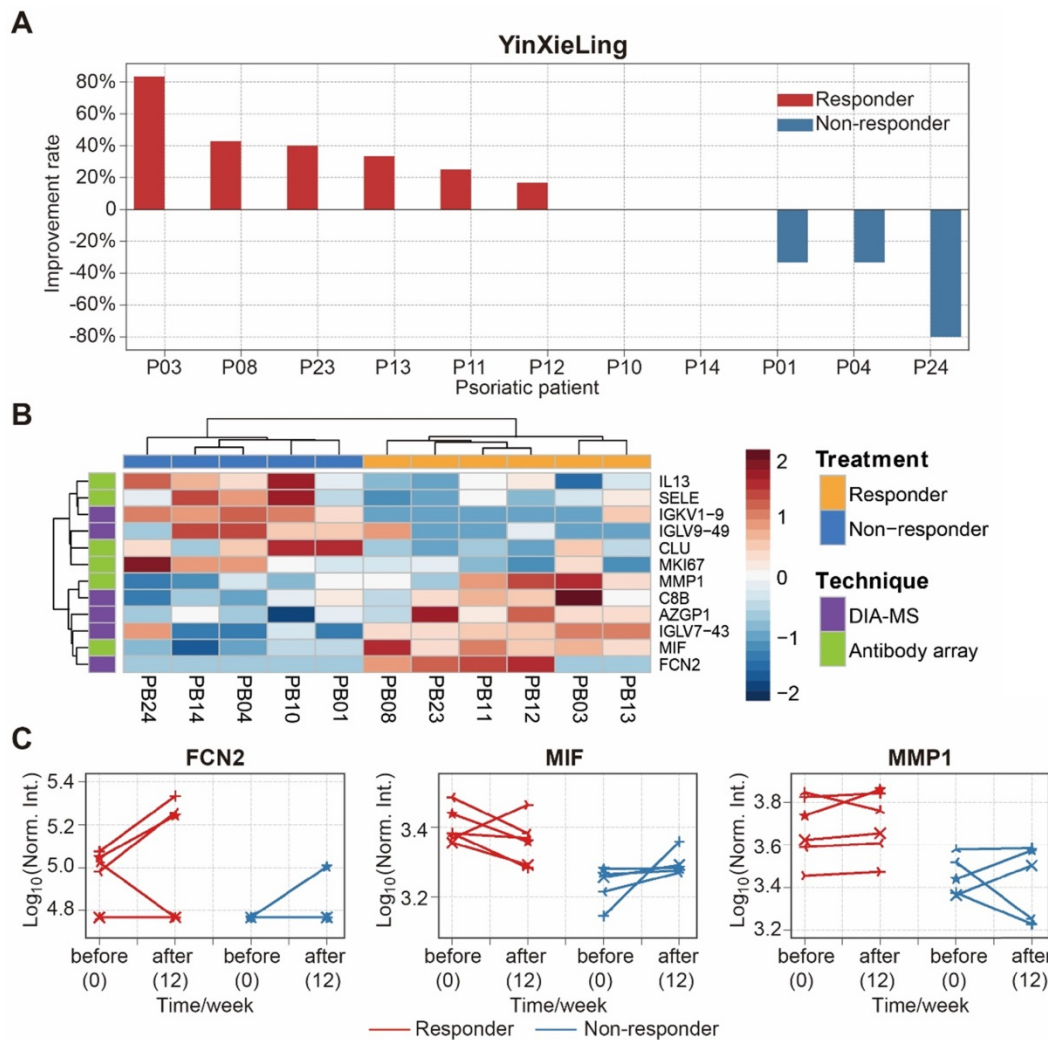 A
YinXieLing
Improvement rate
80%
60%
40%
20%
0
-20%
-40%
-60%
-80%
Responder
Non-responder
P03 P08 P23 P13 P11 P12 P10 P14 P01 P04 P24
Psoriatic patient
B
IL13
SELE
IGKV1-9
IGLV9-49
CLU
MKI67
MMP1
C8B
AZGP1
IGLV7-43
MIF
FCN2
PB24 PB14 PB04 PB10 PB01 PB08 PB23 PB11 PB12 PB03 PB13
2
1
0
−1
−2
Treatment
Responder
Non−responder
Technique
DIA-MS
Antibody array
C
FCN2
Log10(Norm. Int.)
5.4
5.2
5.0
4.8
before after before after
(0) (12) (0) (12)
Time/week
MIF
Log10(Norm. Int.)
3.4
3.2
before after before after
(0) (12) (0) (12)
Time/week
MMP1
Log10(Norm. Int.)
3.8
3.6
3.4
3.2
before after before after
(0) (12) (0) (12)
Time/week
Responder Non-responder